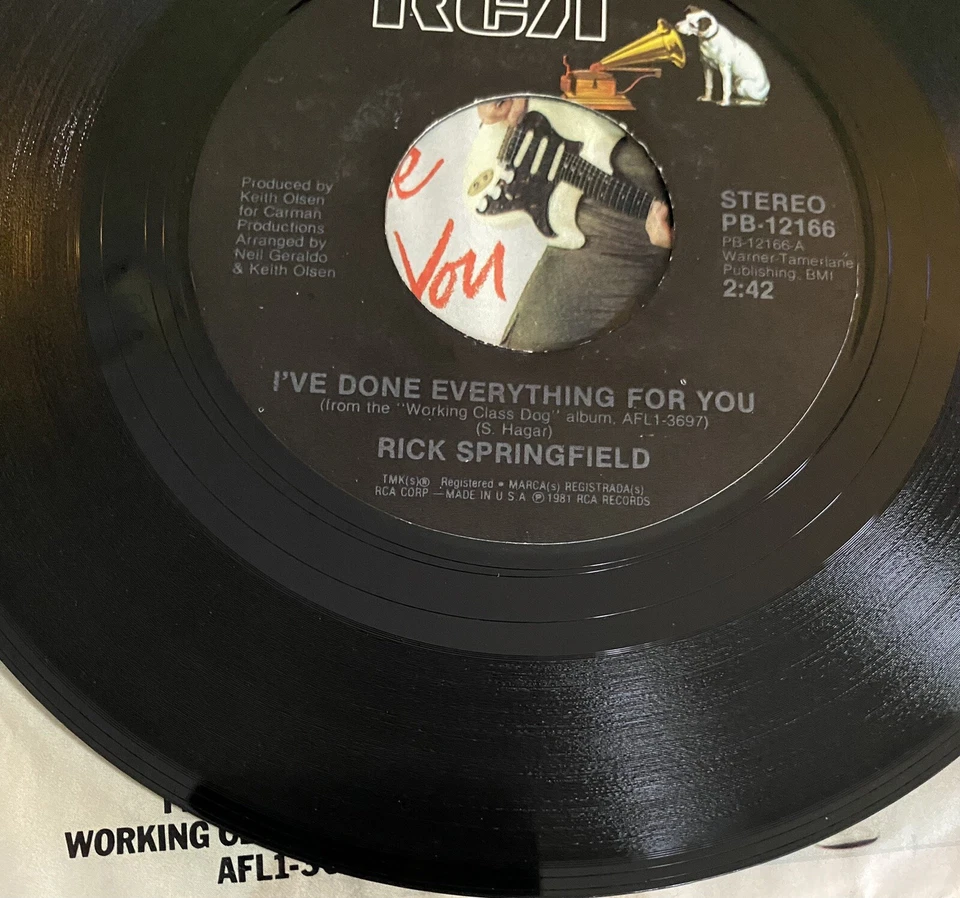 RCA
Produced by
Keith Olsen
for Carman
Productions
Arranged by
Neil Geraldo
& Keith Olsen
You
STEREO
PB-12166
PB-12166-A
Warner-Tamerlane
Publishing, BMI
2:42
I'VE DONE EVERYTHING FOR YOU
(from the "Working Class Dog" album, AFL1-3697)
(S. Hagar)
RICK SPRINGFIELD
TMK(s)® Registered • MARCA(s) REGISTRADA(s)
RCA CORP — MADE IN U.S.A ℗ 1981 RCA RECORDS
WORKING
AFL1-3